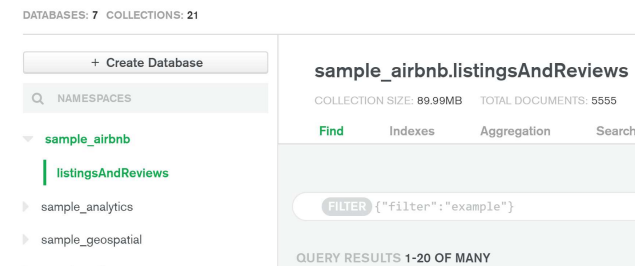 DATABASES: 7 COLLECTIONS: 21
+ Create Database
NAMESPACES
sample_airbnb
listingsAndReviews
sample_analytics
sample_geospatial
sample_airbnb.listingsAndReviews
COLLECTION SIZE: 89.99MB TOTAL DOCUMENTS: 5555
Find Indexes Aggregation Search
FILTER {"filter":"example"}
QUERY RESULTS 1-20 OF MANY